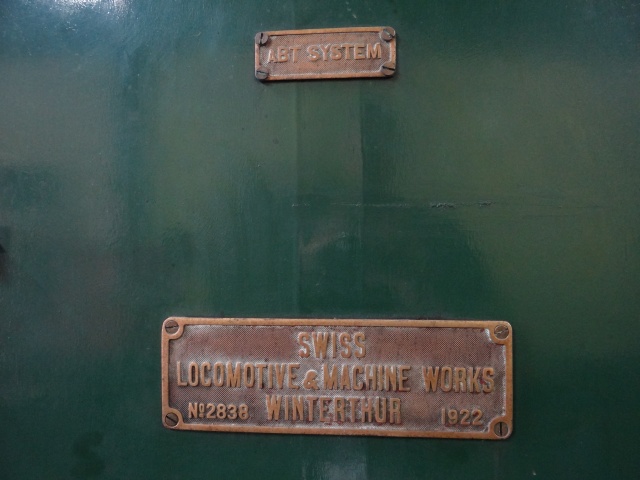 ABT SYSTEM
SWISS
LOCOMOTIVE & MACHINE WORKS
Nº2838 WINTERTHUR 1922